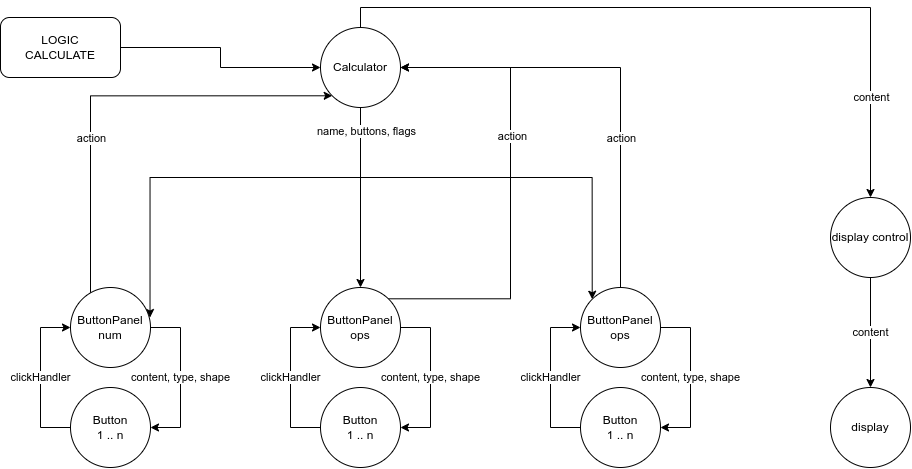 LOGIC
CALCULATE
Calculator
content
action
name, buttons, flags
action
action
display control
ButtonPanel
num
ButtonPanel
ops
ButtonPanel
ops
content
clickHandler
content, type, shape
clickHandler
content, type, shape
clickHandler
content, type, shape
Button
1 .. n
Button
1 .. n
Button
1 .. n
display